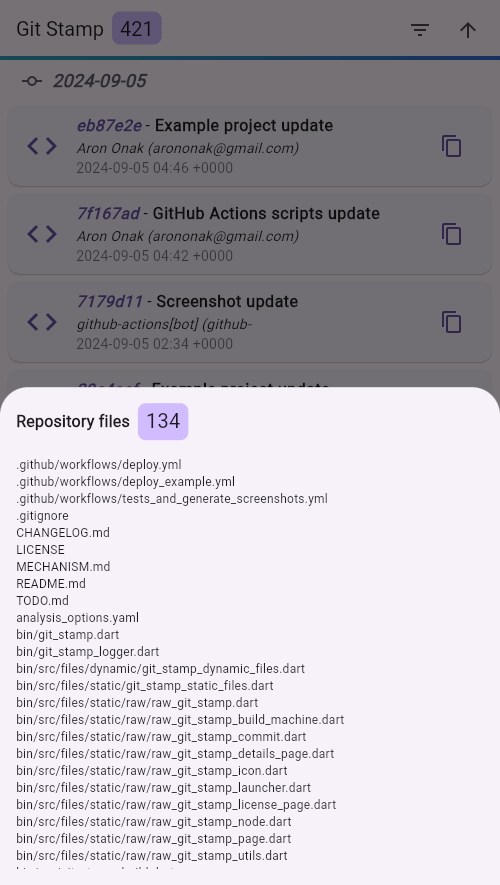 Git Stamp 421
2024-09-05
eb87e2e - Example project update
Aron Onak (arononak@gmail.com)
2024-09-05 04:46 +0000
7f167ad - GitHub Actions scripts update
Aron Onak (arononak@gmail.com)
2024-09-05 04:42 +0000
7179d11 - Screenshot update
github-actions[bot] (github-
2024-09-05 02:34 +0000
Example project update
Repository files 134
.github/workflows/deploy.yml
.github/workflows/deploy_example.yml
.github/workflows/tests_and_generate_screenshots.yml
.gitignore
CHANGELOG.md
LICENSE
MECHANISM.md
README.md
TODO.md
analysis_options.yaml
bin/git_stamp.dart
bin/git_stamp_logger.dart
bin/src/files/dynamic/git_stamp_dynamic_files.dart
bin/src/files/static/git_stamp_static_files.dart
bin/src/files/static/raw/raw_git_stamp.dart
bin/src/files/static/raw/raw_git_stamp_build_machine.dart
bin/src/files/static/raw/raw_git_stamp_commit.dart
bin/src/files/static/raw/raw_git_stamp_details_page.dart
bin/src/files/static/raw/raw_git_stamp_icon.dart
bin/src/files/static/raw/raw_git_stamp_launcher.dart
bin/src/files/static/raw/raw_git_stamp_license_page.dart
bin/src/files/static/raw/raw_git_stamp_node.dart
bin/src/files/static/raw/raw_git_stamp_page.dart
bin/src/files/static/raw/raw_git_stamp_utils.dart